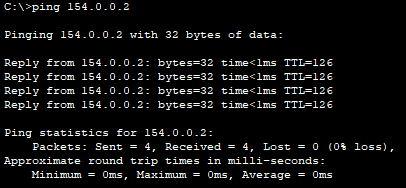 C:\>ping 154.0.0.2
Pinging 154.0.0.2 with 32 bytes of data:
Reply from 154.0.0.2: bytes=32 time<1ms TTL=126
Reply from 154.0.0.2: bytes=32 time<1ms TTL=126
Reply from 154.0.0.2: bytes=32 time<1ms TTL=126
Reply from 154.0.0.2: bytes=32 time<1ms TTL=126
Ping statistics for 154.0.0.2:
Packets: Sent = 4, Received = 4, Lost = 0 (0% loss),
Approximate round trip times in milli-seconds:
Minimum = 0ms, Maximum = 0ms, Average = 0ms